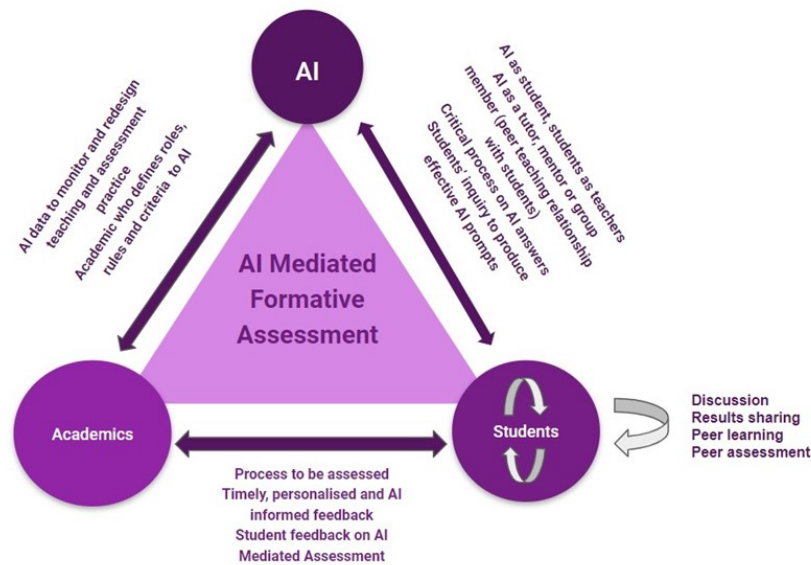 AI
AI data to monitor and redesign
teaching and assessment
practice
Academic who defines roles,
rules and criteria to AI
AI as student, students as teachers
AI as a tutor, mentor or group
member (peer teaching relationship
with students)
Critical process on AI answers
Students' inquiry to produce
effective AI prompts
AI Mediated
Formative
Assessment
Academics
Students
Discussion
Results sharing
Peer learning
Peer assessment
Process to be assessed
Timely, personalised and AI
informed feedback
Student feedback on AI
Mediated Assessment